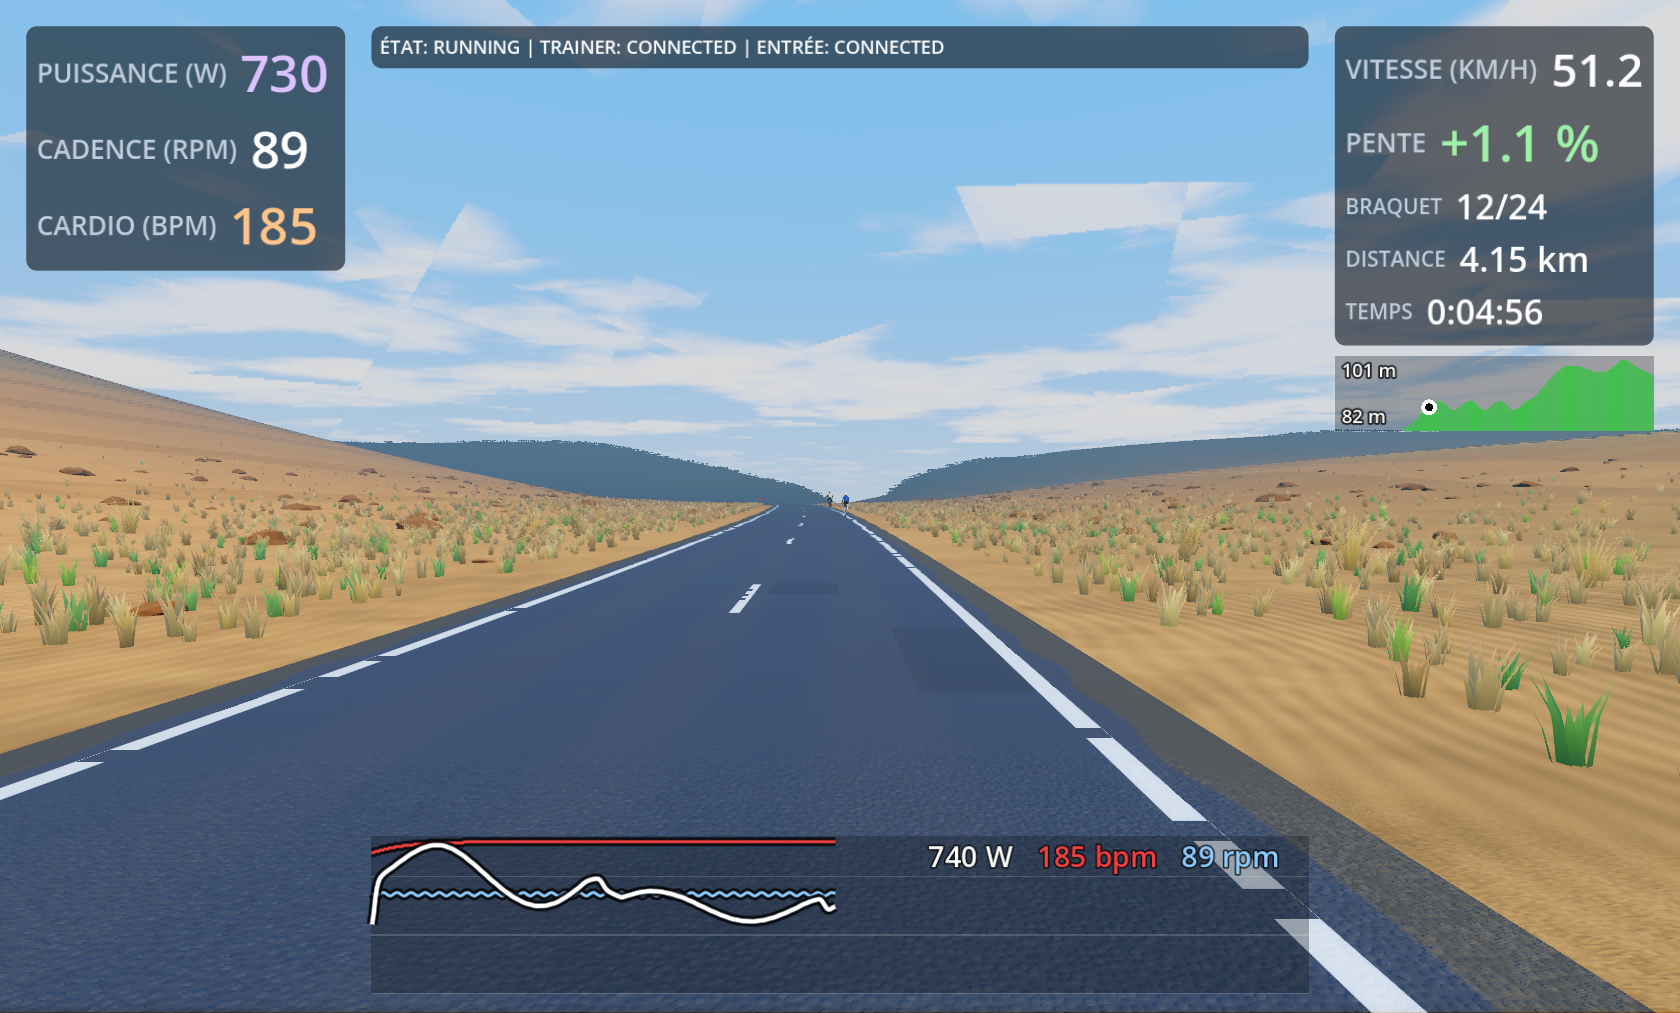 PUISSANCE (W) 730
CADENCE (RPM) 89
CARDIO (BPM) 185
ÉTAT: RUNNING | TRAINER: CONNECTED | ENTRÉE: CONNECTED
VITESSE (KM/H) 51.2
PENTE +1.1 %
BRAQUET 12/24
DISTANCE 4.15 km
TEMPS 0:04:56
101 m
82 m
740 W 185 bpm 89 rpm